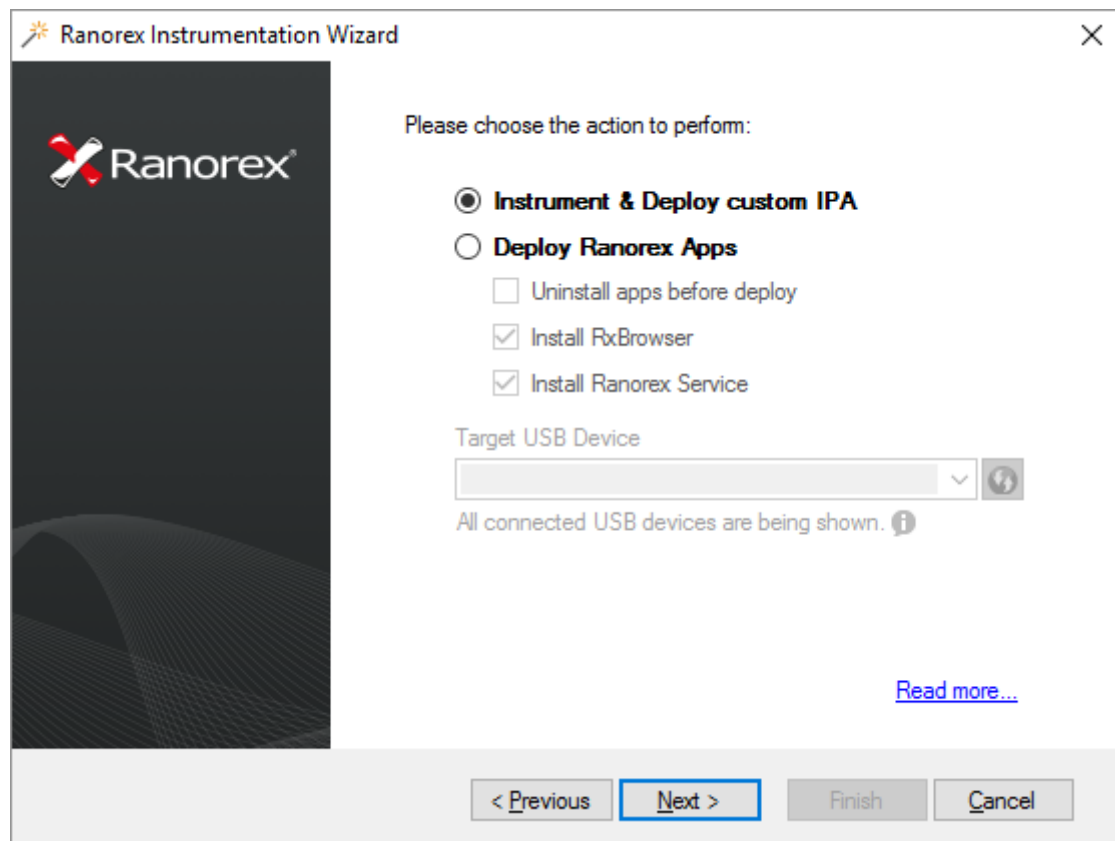 Ranorex Instrumentation Wizard
Ranorex®
Please choose the action to perform:
Instrument & Deploy custom IPA
Deploy Ranorex Apps
Uninstall apps before deploy
Install RxBrowser
Install Ranorex Service
Target USB Device
All connected USB devices are being shown.
Read more...
< Previous
Next >
Finish
Cancel